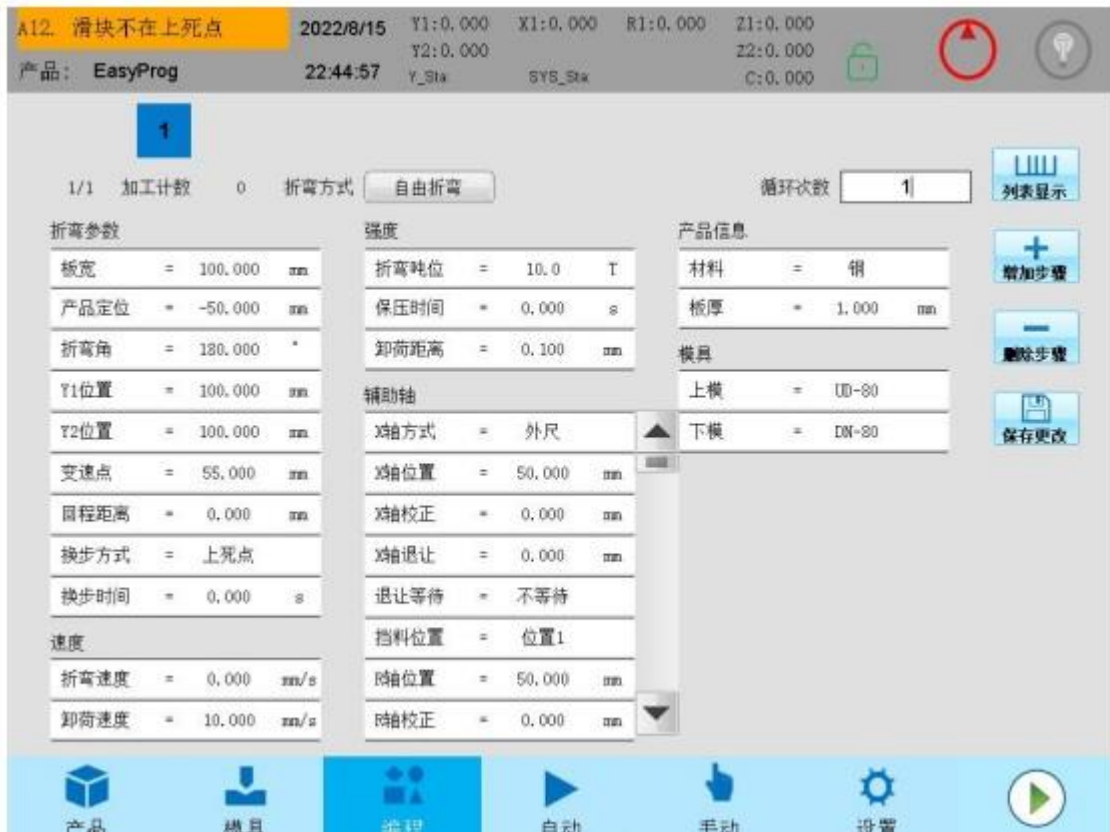 A12. 滑块不在上死点 2022/8/15 Y1:0.000 X1:0.000 R1:0.000 Z1:0.000
Y2:0.000 Z2:0.000
产品: EasyProg 22:44:57 Y_Sta: SYS_Sta: C:0.000
1
1/1 加工计数 0 折弯方式 自由折弯 循环次数 1
列表显示
增加步骤
删除步骤
保存更改
折弯参数
板宽 = 100.000 mm
产品定位 = -50.000 mm
折弯角 = 180.000 °
Y1位置 = 100.000 mm
Y2位置 = 100.000 mm
变速点 = 55.000 mm
回程距离 = 0.000 mm
换步方式 = 上死点
换步时间 = 0.000 s
速度
折弯速度 = 0.000 mm/s
卸荷速度 = 10.000 mm/s
强度
折弯吨位 = 10.0 T
保压时间 = 0.000 s
卸荷距离 = 0.100 mm
辅助轴
X轴方式 = 外尺
X轴位置 = 50.000 mm
X轴校正 = 0.000 mm
X轴退让 = 0.000 mm
退让等待 = 不等待
挡料位置 = 位置1
R轴位置 = 50.000 mm
R轴校正 = 0.000 mm
产品信息
材料 =
板厚 = 1.000 mm
模具
上模 = UD-80
下模 = DN-80
产品 模具 编程 自动 手动 设置